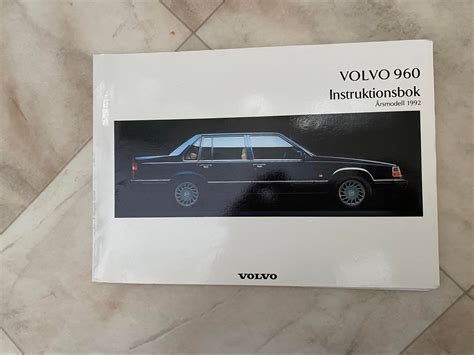 VOLVO 960
Instruktionsbok
Årsmodell 1992
VOLVO